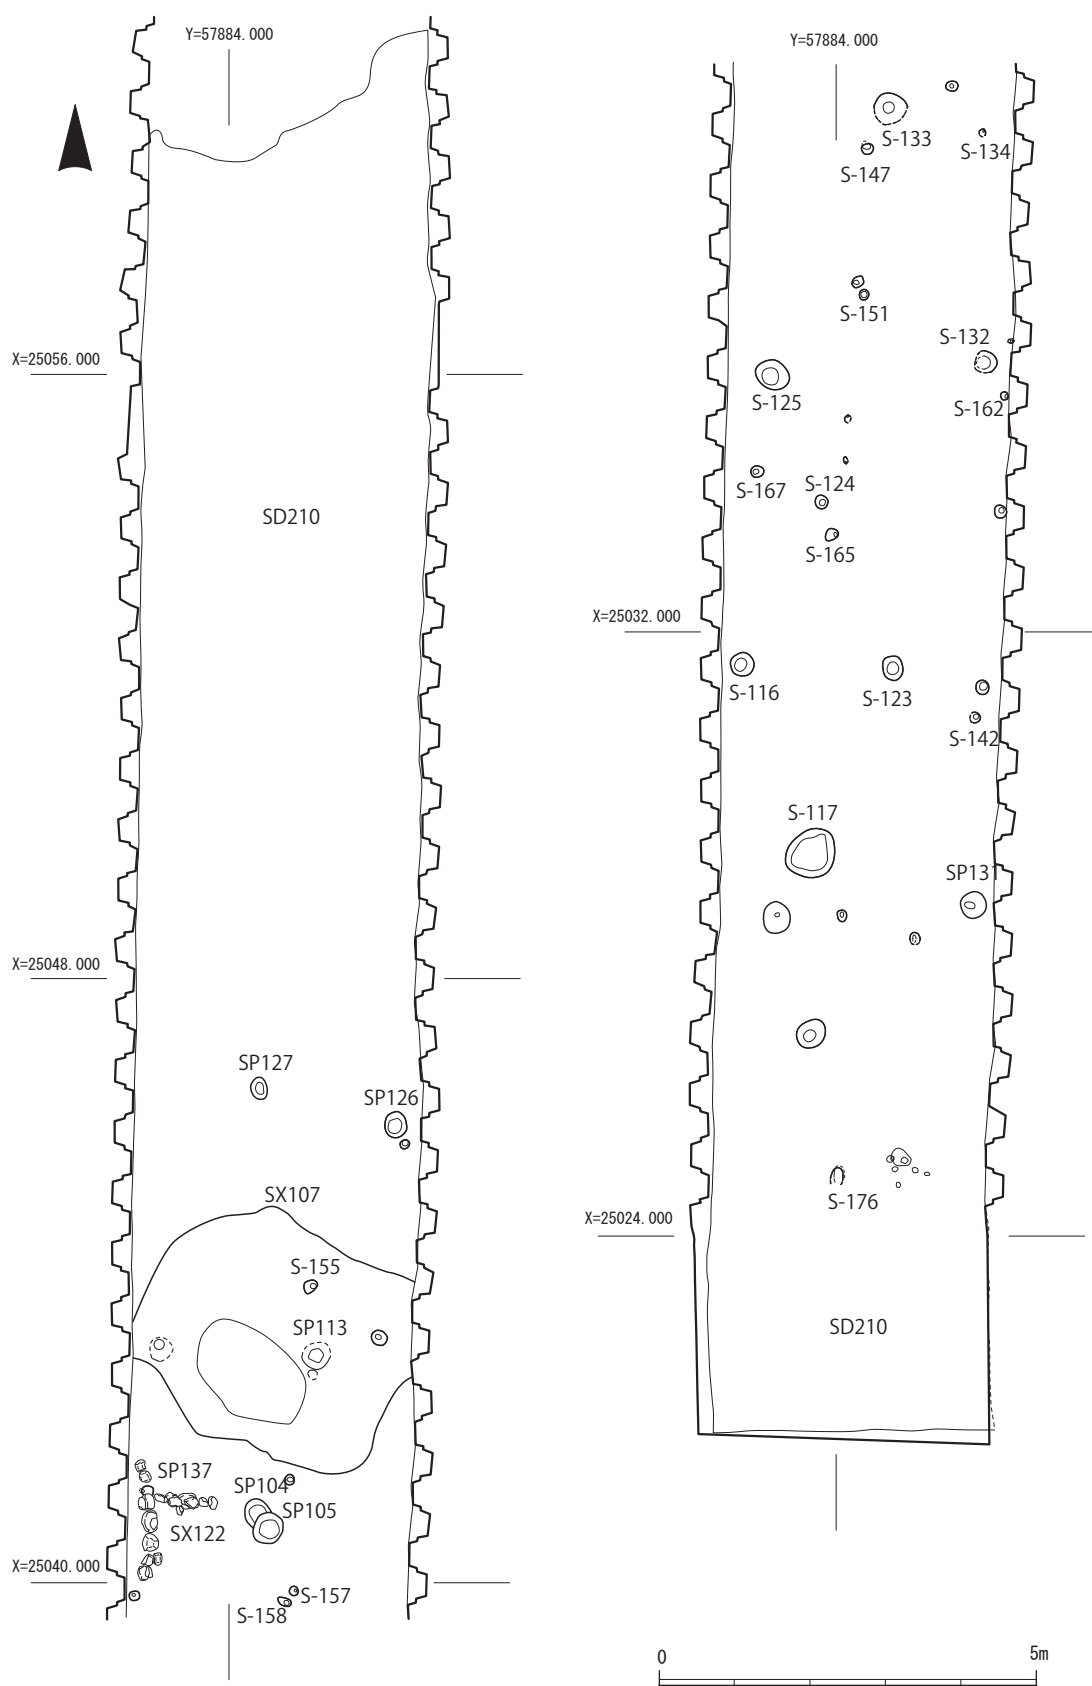 Y=57884.000
X=25056.000
SD210
X=25048.000
SP127
SP126
SX107
S-155
SP113
SP137
SP104
SP105
SX122
X=25040.000
S-157
S-158
Y=57884.000
S-133
S-134
S-147
S-151
S-132
S-125
S-162
S-167
S-124
S-165
X=25032.000
S-116
S-123
S-142
S-117
SP131
S-176
X=25024.000
SD210
0
5m